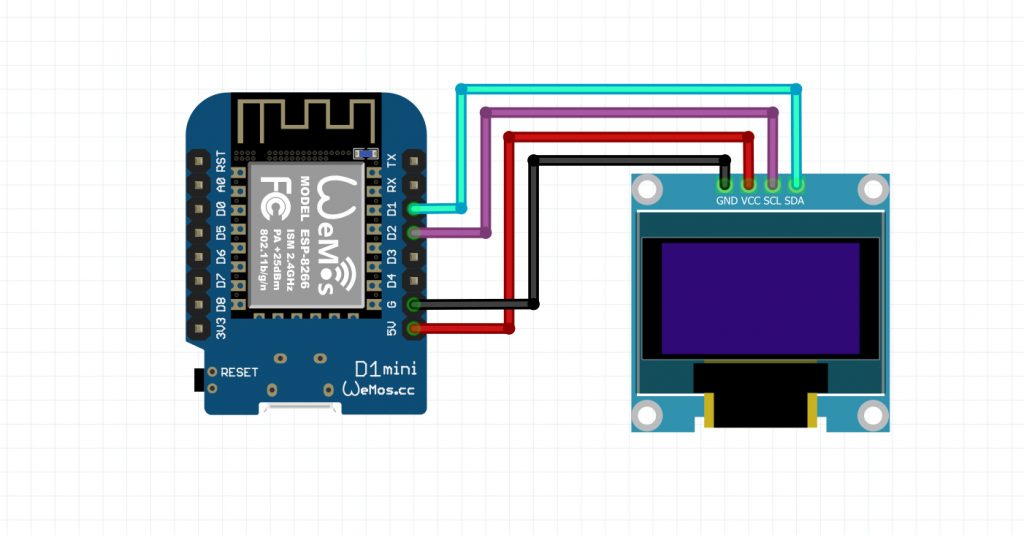 RST
A0
D0
D5
D6
D7
D8
3V3
TX
RX
D1
D2
D3
D4
G
5V
WeMos
MODEL ESP-8266
ISM 2.4GHz
PA +25dBm
802.11b/g/n
FC
RESET
D1mini
WeMos.cc
GND VCC SCL SDA